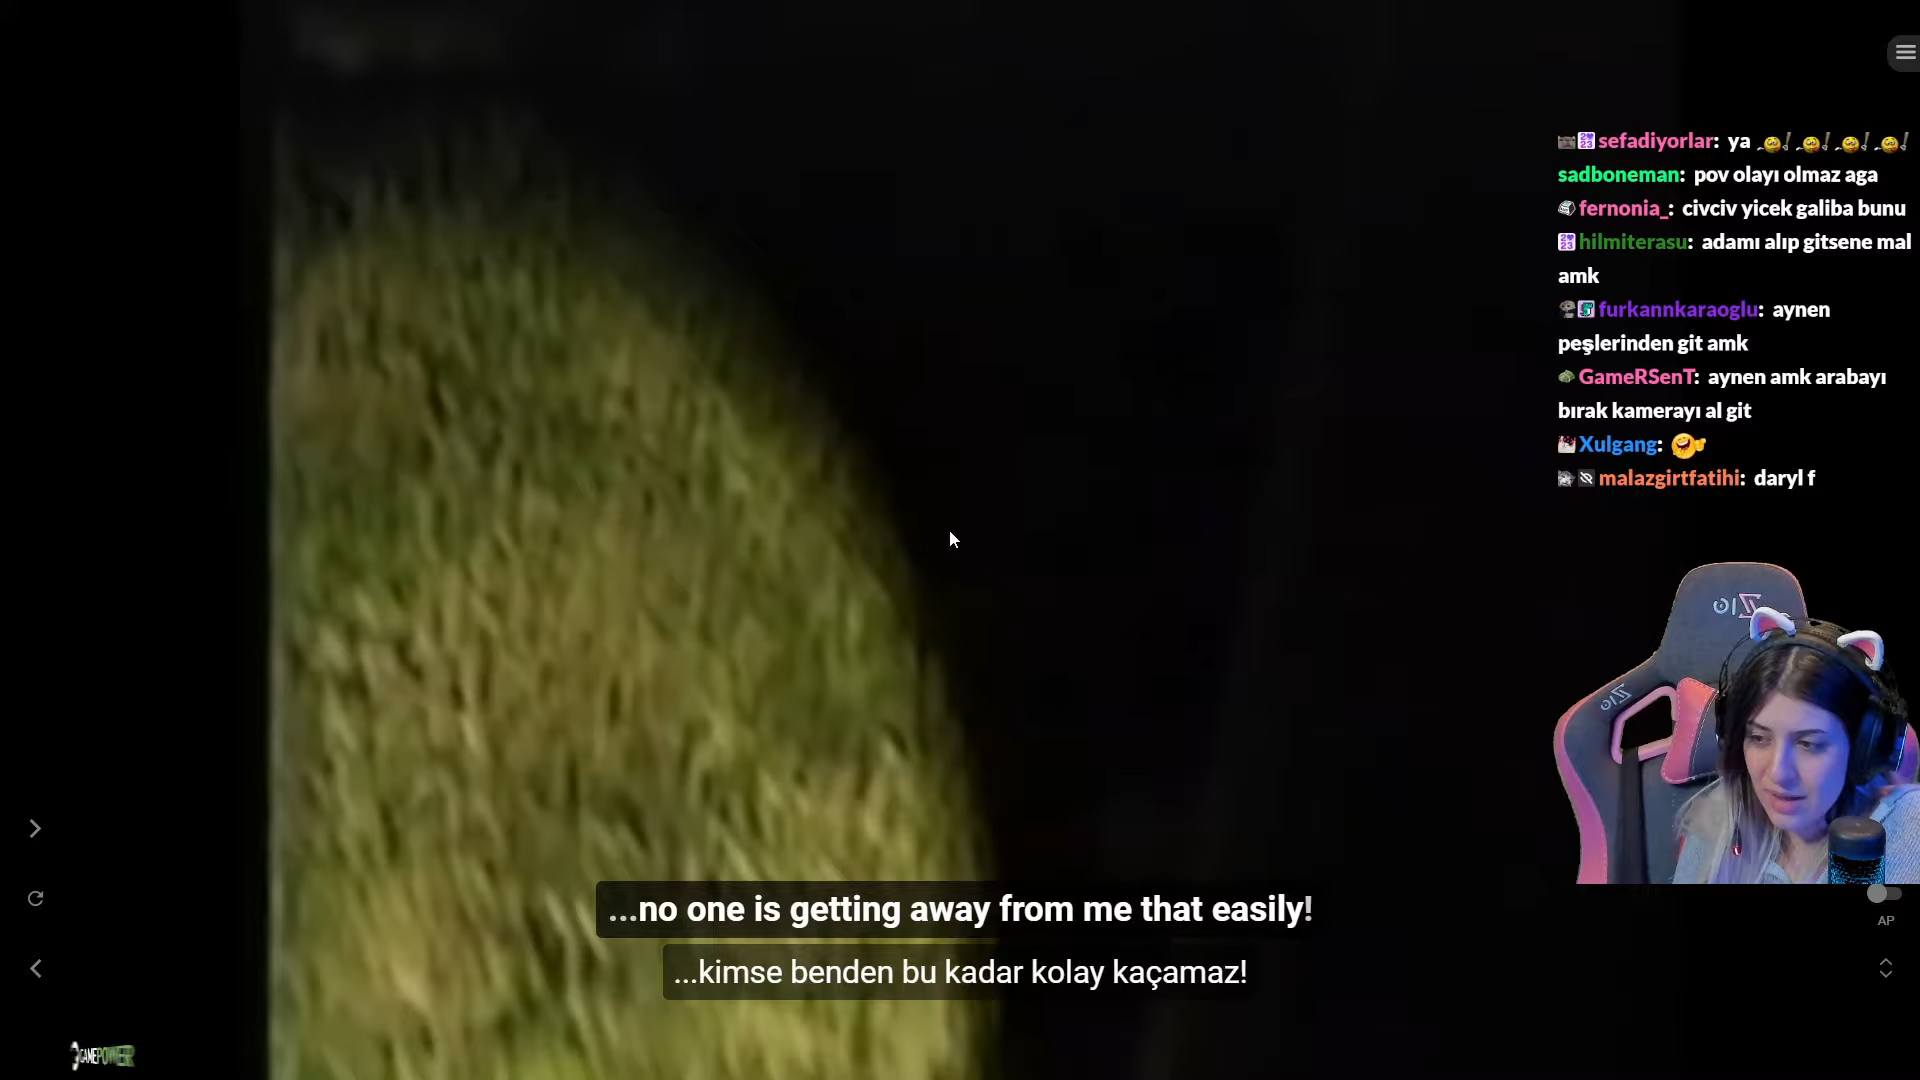 sefadiyorlar: ya
sadboneman: pov olayı olmaz aga
fernonia_: civciv yicek galiba bunu
hilmiterasu: adamı alıp gitsene mal
amk
furkannkaraoglu: aynen
peşlerinden git amk
GameRSenT: aynen amk arabayı
bırak kamerayı al git
Xulgang:
malazgirtfatihi: daryl f
AP
...no one is getting away from me that easily!
...kimse benden bu kadar kolay kaçamaz!
GAMEPOWER